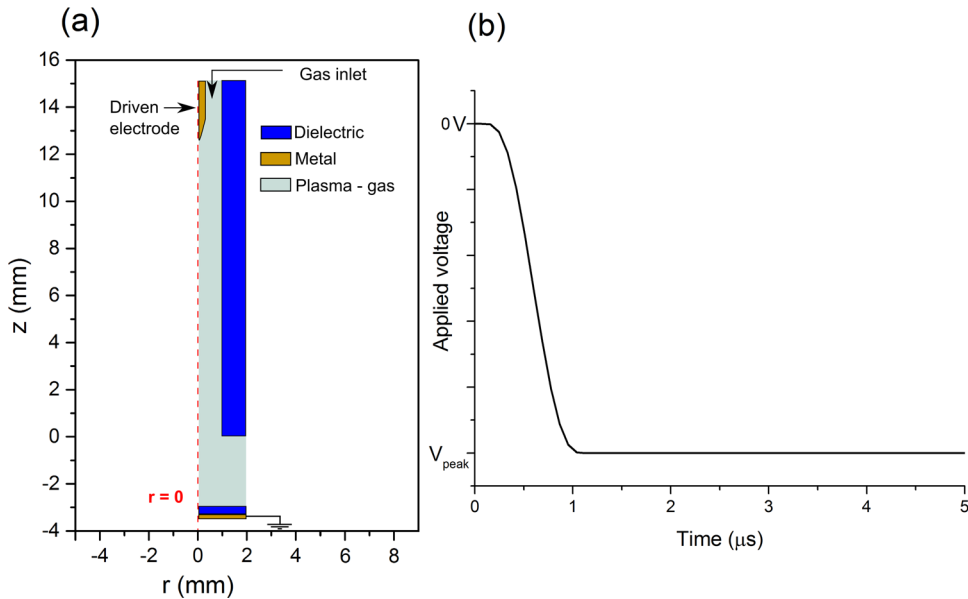 (a)
16
14
12
10
8
6
4
2
0
-2
-4
z (mm)
-4
-2
0
2
4
6
8
r (mm)
Gas inlet
Driven
electrode
Dielectric
Metal
Plasma - gas
r = 0
(b)
0V
Vpeak
Applied voltage
0
1
2
3
4
5
Time (μs)